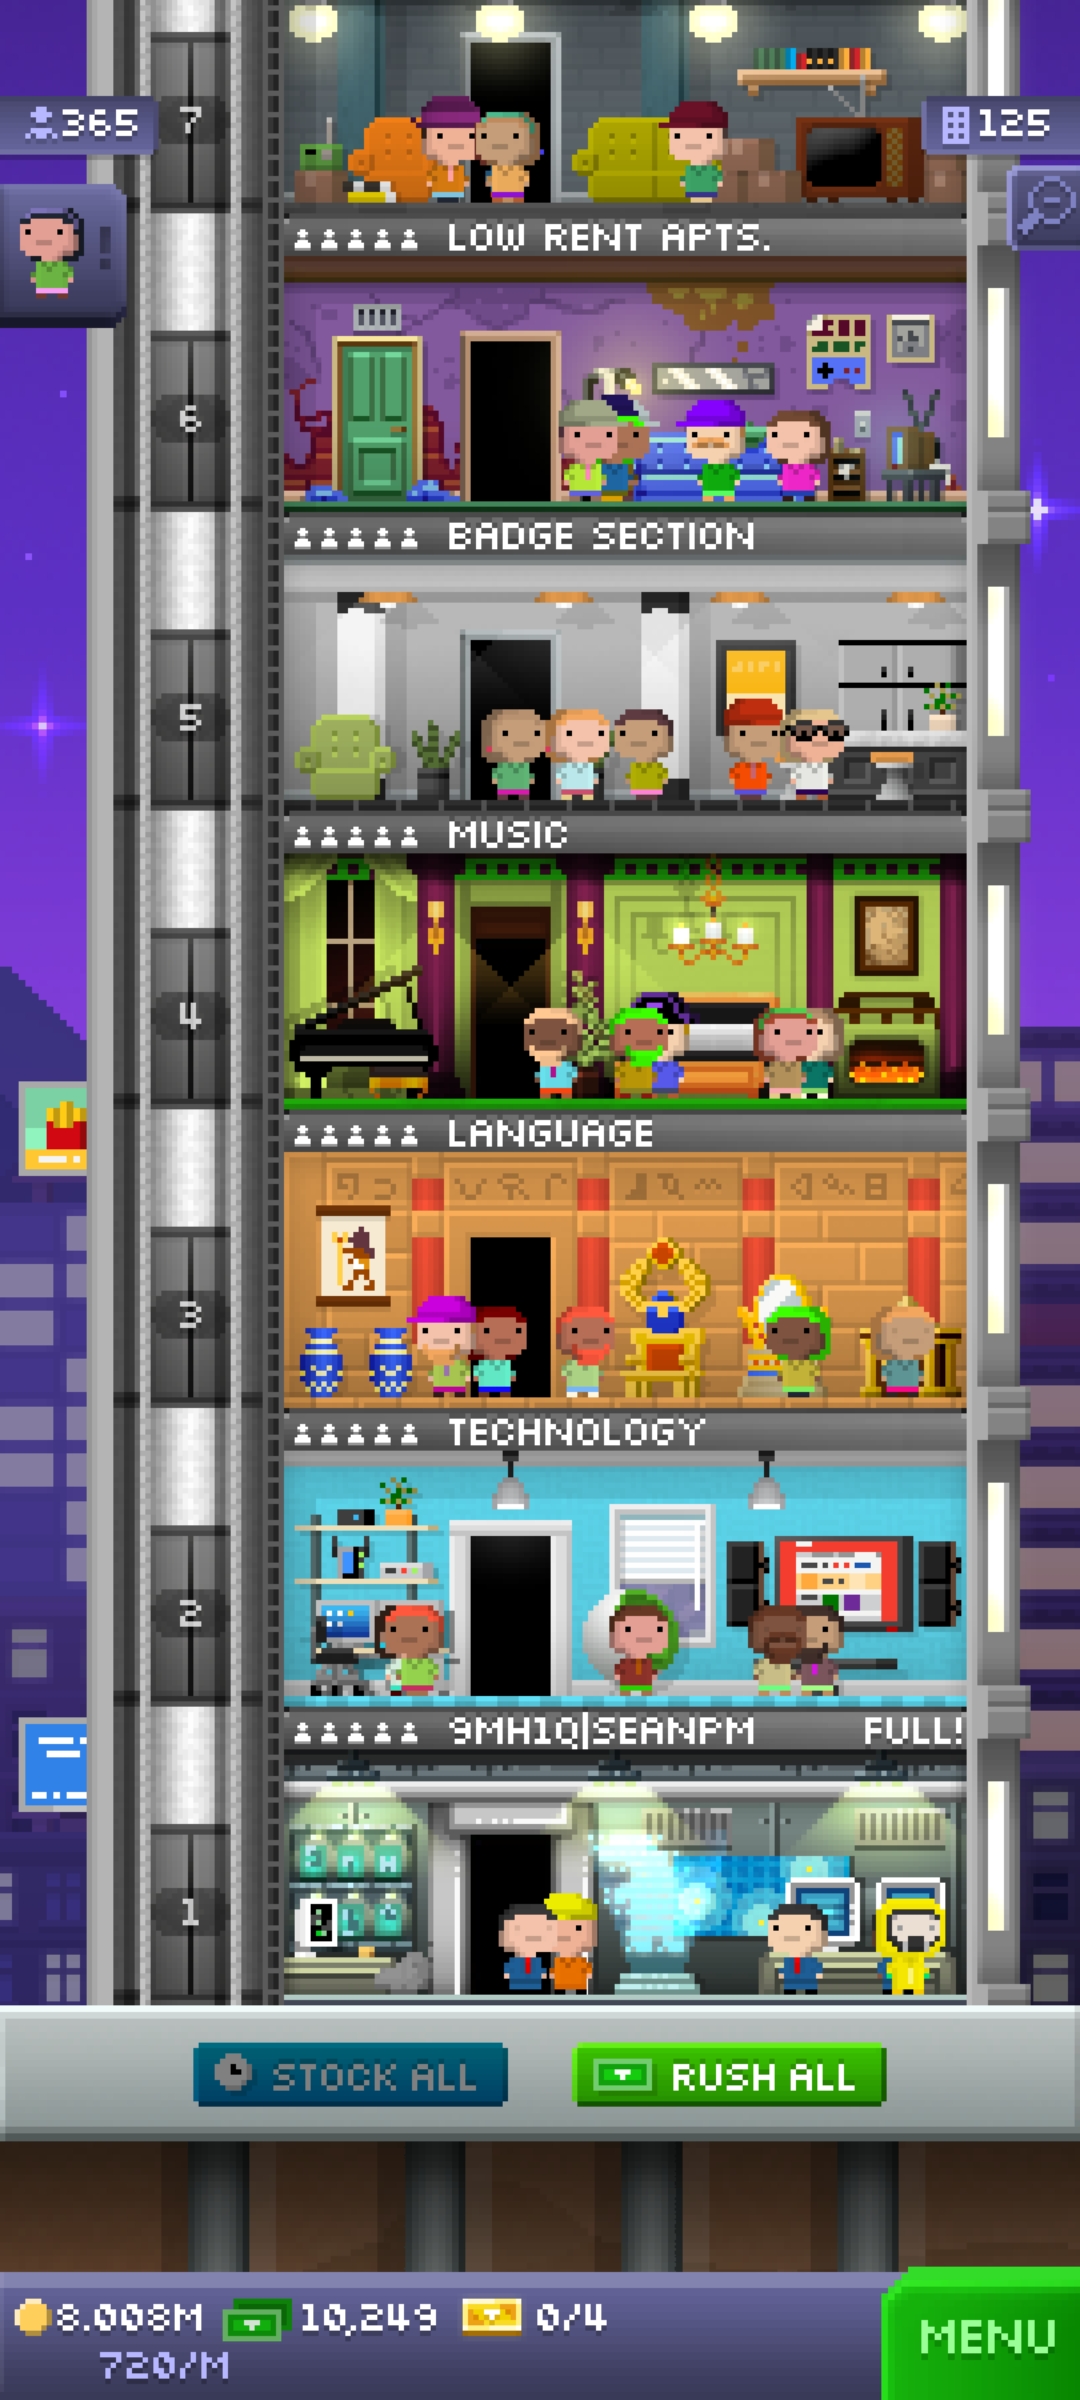 7
365
125
!
LOW RENT APTS.
6
BADGE SECTION
5
MUSIC
4
LANGUAGE
3
TECHNOLOGY
2
9MH1Q|SEANPM FULL!
1
STOCK ALL
RUSH ALL
8.008M 10,249 0/4
720/M
MENU